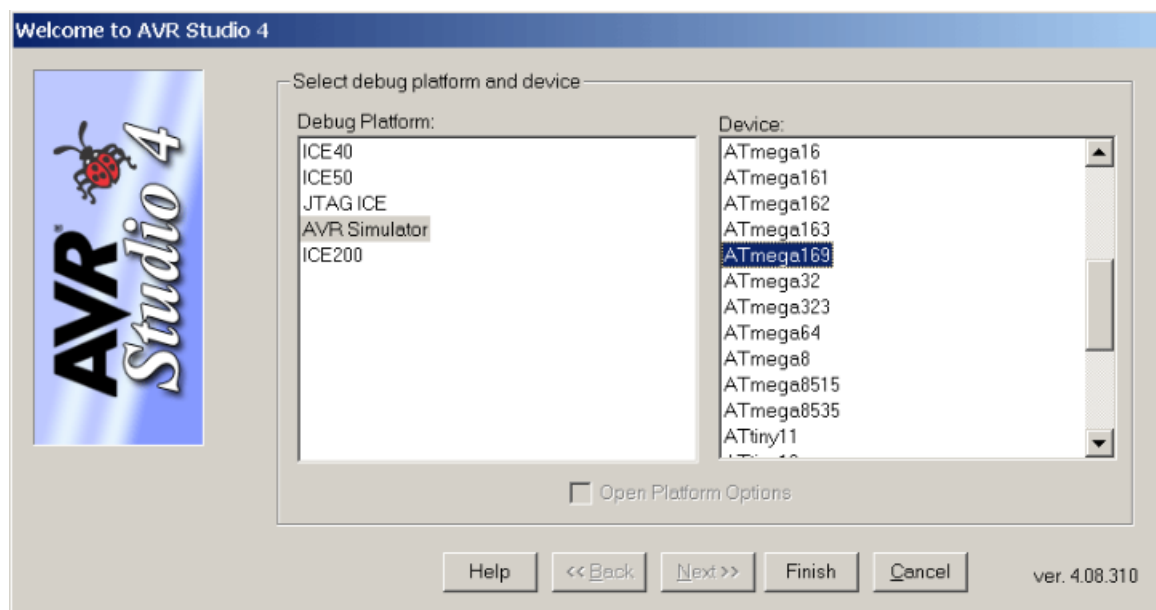 Welcome to AVR Studio 4
AVR® Studio 4
Select debug platform and device
Debug Platform:
ICE40
ICE50
JTAG ICE
AVR Simulator
ICE200
Device:
ATmega16
ATmega161
ATmega162
ATmega163
ATmega169
ATmega32
ATmega323
ATmega64
ATmega8
ATmega8515
ATmega8535
ATtiny11
Open Platform Options
Help
<< Back
Next >>
Finish
Cancel
ver. 4.08.310